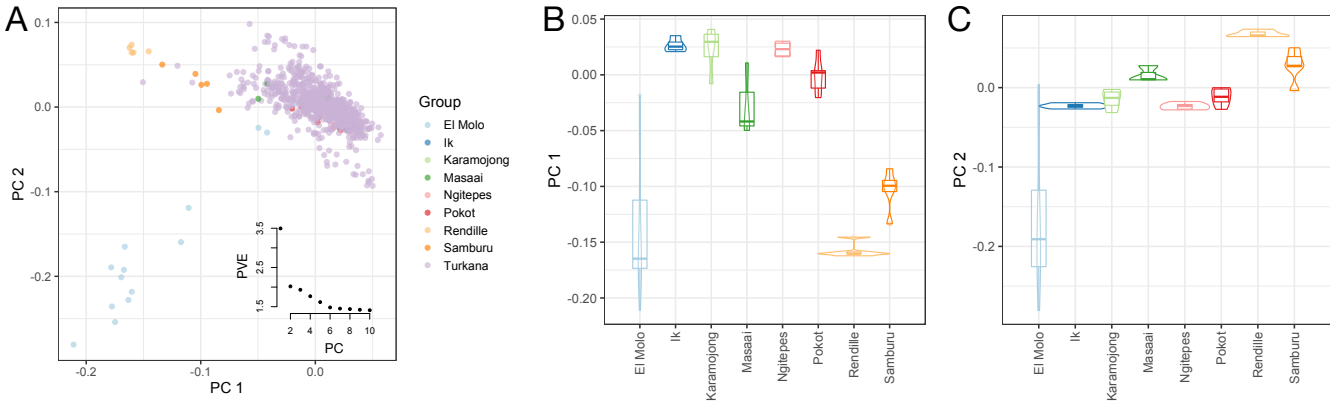 A
0.1
0.0
-0.1
-0.2
PC 2
-0.2
-0.1
0.0
PC 1
3.5
2.5
1.5
PVE
2 4 6 8 10
PC
Group
El Molo
Ik
Karamojong
Masaai
Ngitepes
Pokot
Rendille
Samburu
Turkana
B
0.05
0.00
-0.05
-0.10
-0.15
-0.20
PC 1
El Molo
Ik
Karamojong
Masaai
Ngitepes
Pokot
Rendille
Samburu
C
0.0
-0.1
-0.2
PC 2
El Molo
Ik
Karamojong
Masaai
Ngitepes
Pokot
Rendille
Samburu